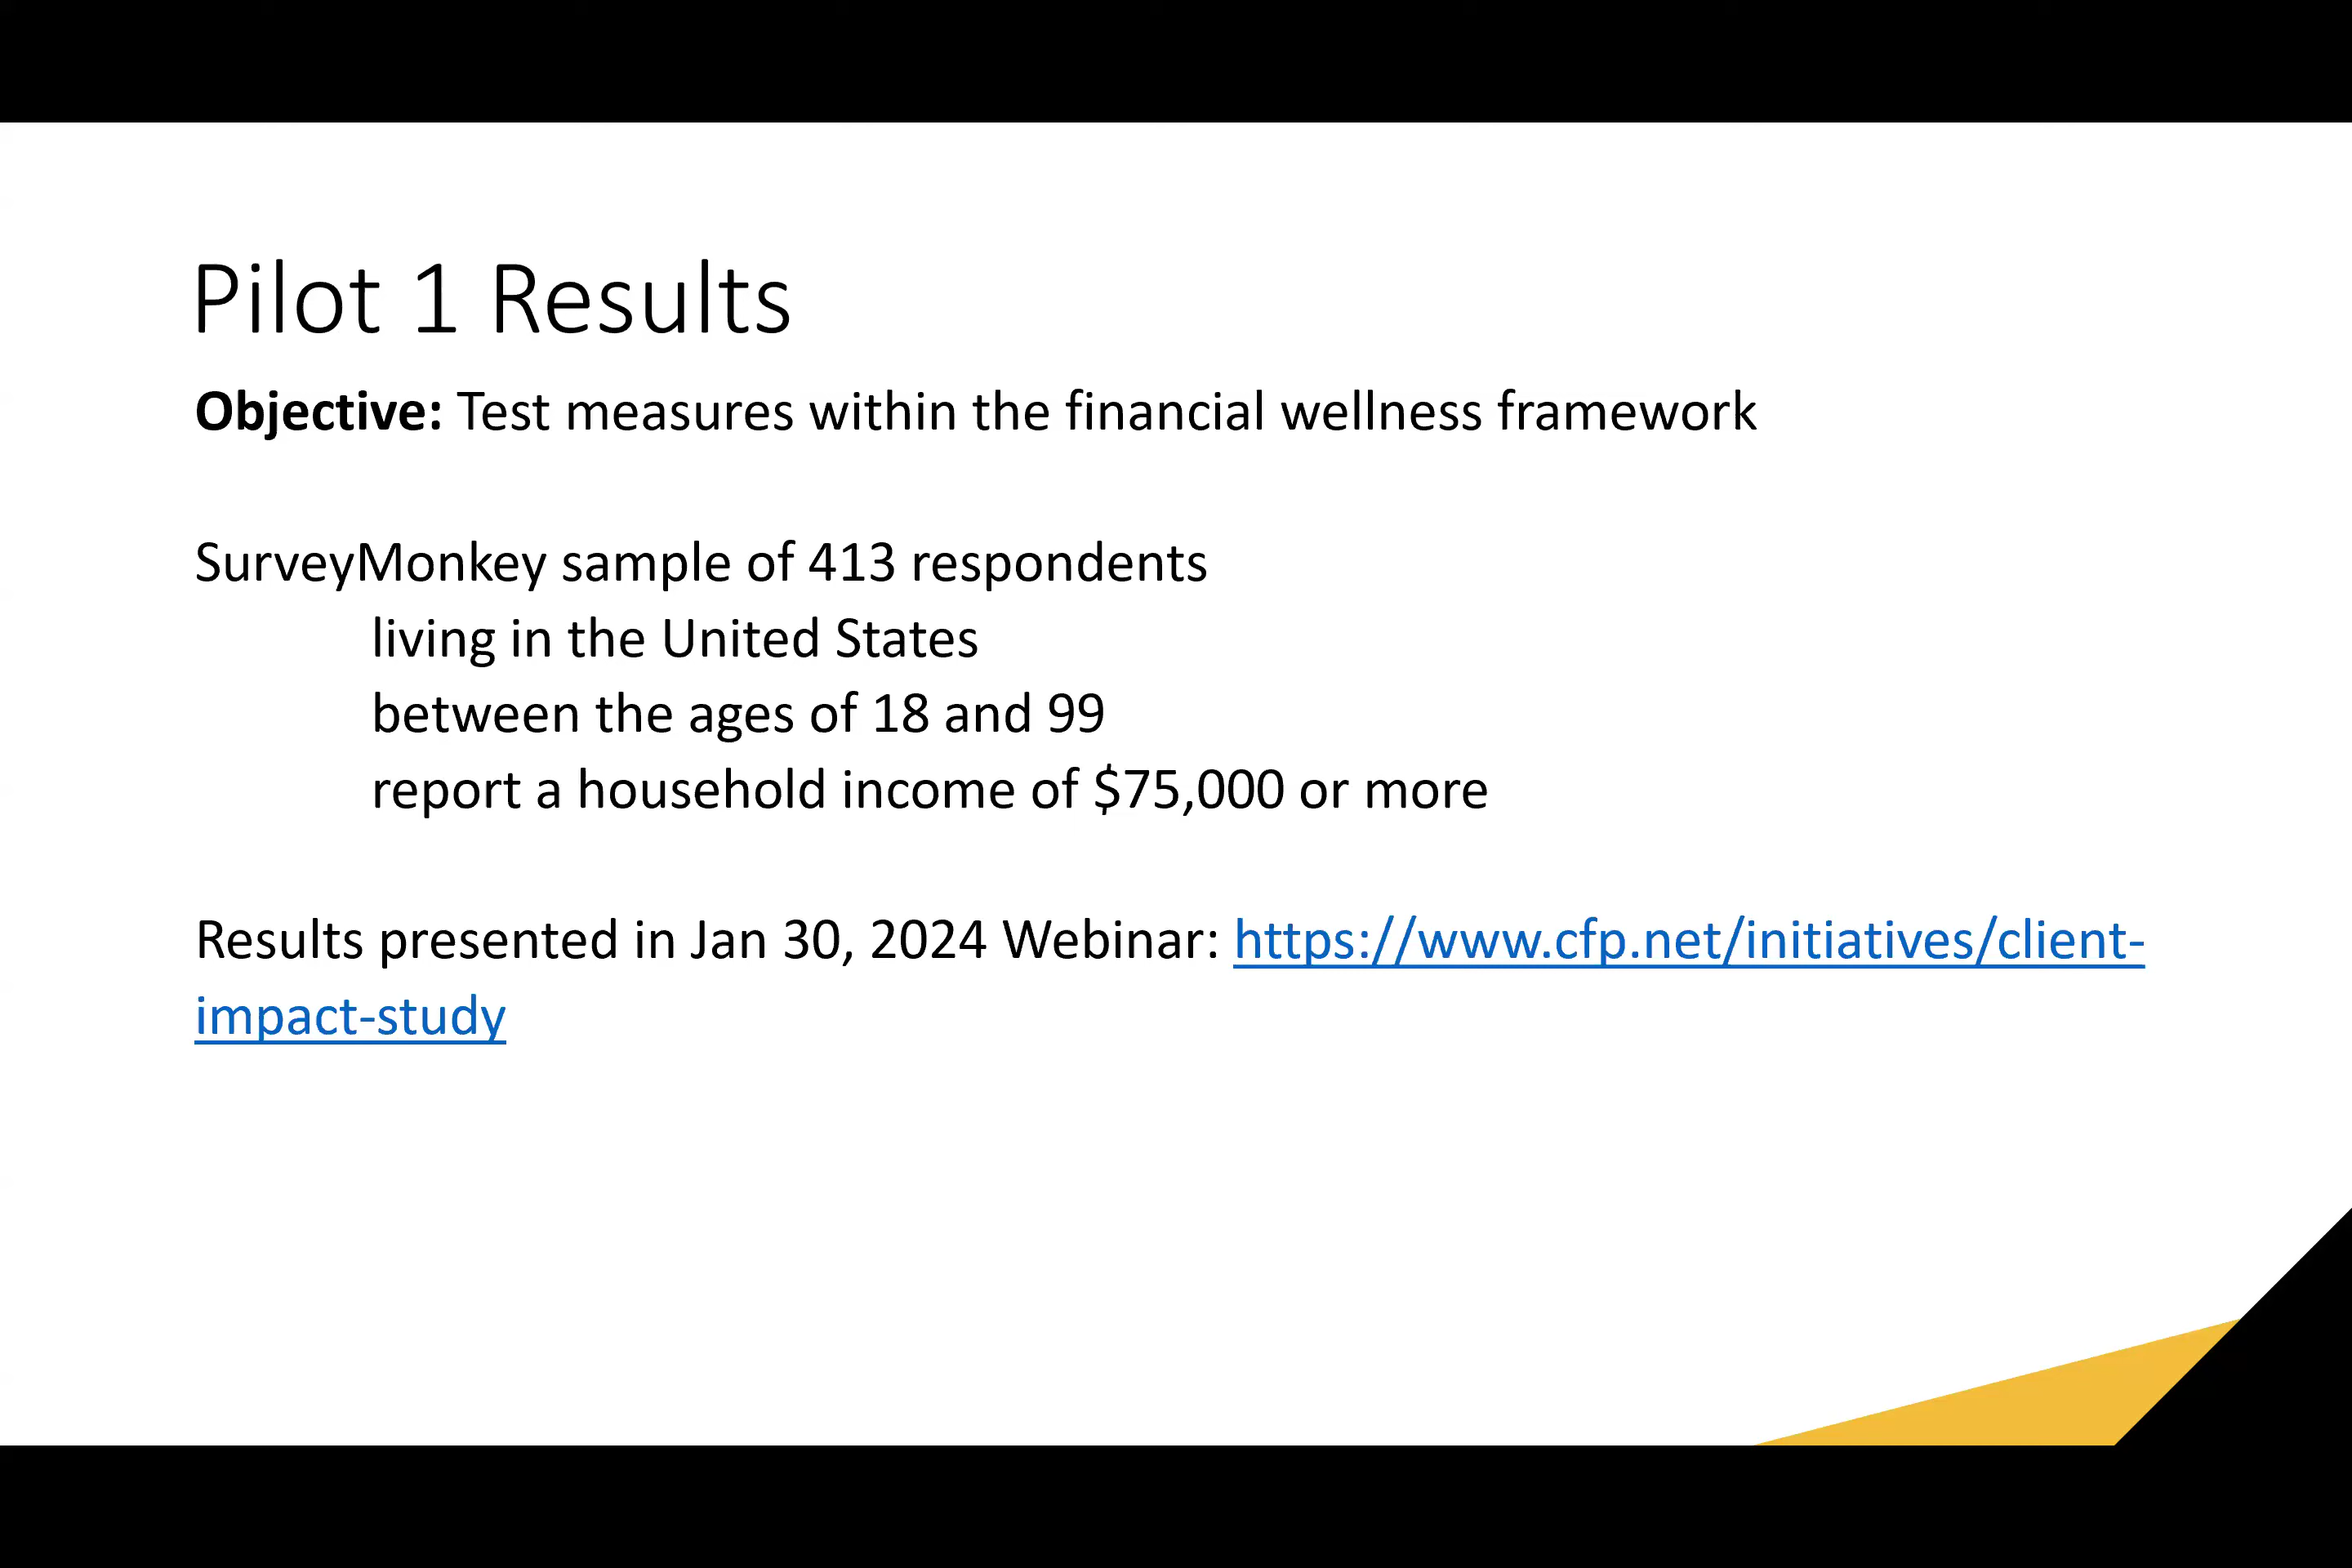 Pilot 1 Results
Objective: Test measures within the financial wellness framework
SurveyMonkey sample of 413 respondents
living in the United States
between the ages of 18 and 99
report a household income of $75,000 or more
Results presented in Jan 30, 2024 Webinar: https://www.cfp.net/initiatives/client-
impact-study